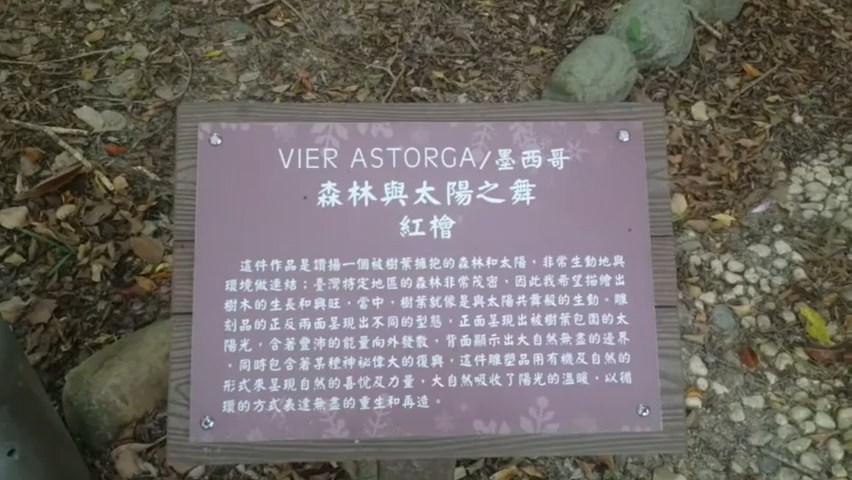 VIER ASTORGA/墨西哥
森林與太陽之舞
紅檜
這件作品是讚揚一個被樹葉擁抱的森林和太陽，非常生動地與
環境做連結；臺灣特定地區的森林非常茂密，因此我希望描繪出
樹木的生長和興旺，當中，樹葉就像是與太陽共舞般的生動。雕
刻品的正反兩面呈現出不同的型態，正面呈現出被樹葉包圍的太
陽光，含著豐沛的能量向外發散，背面顯示出大自然無盡的邊界
，同時包含著某種神祕偉大的復興，這件雕塑品用有機及自然的
形式來呈現自然的喜悅及力量，大自然吸收了陽光的溫暖，以循
環的方式表達無盡的重生和再造。